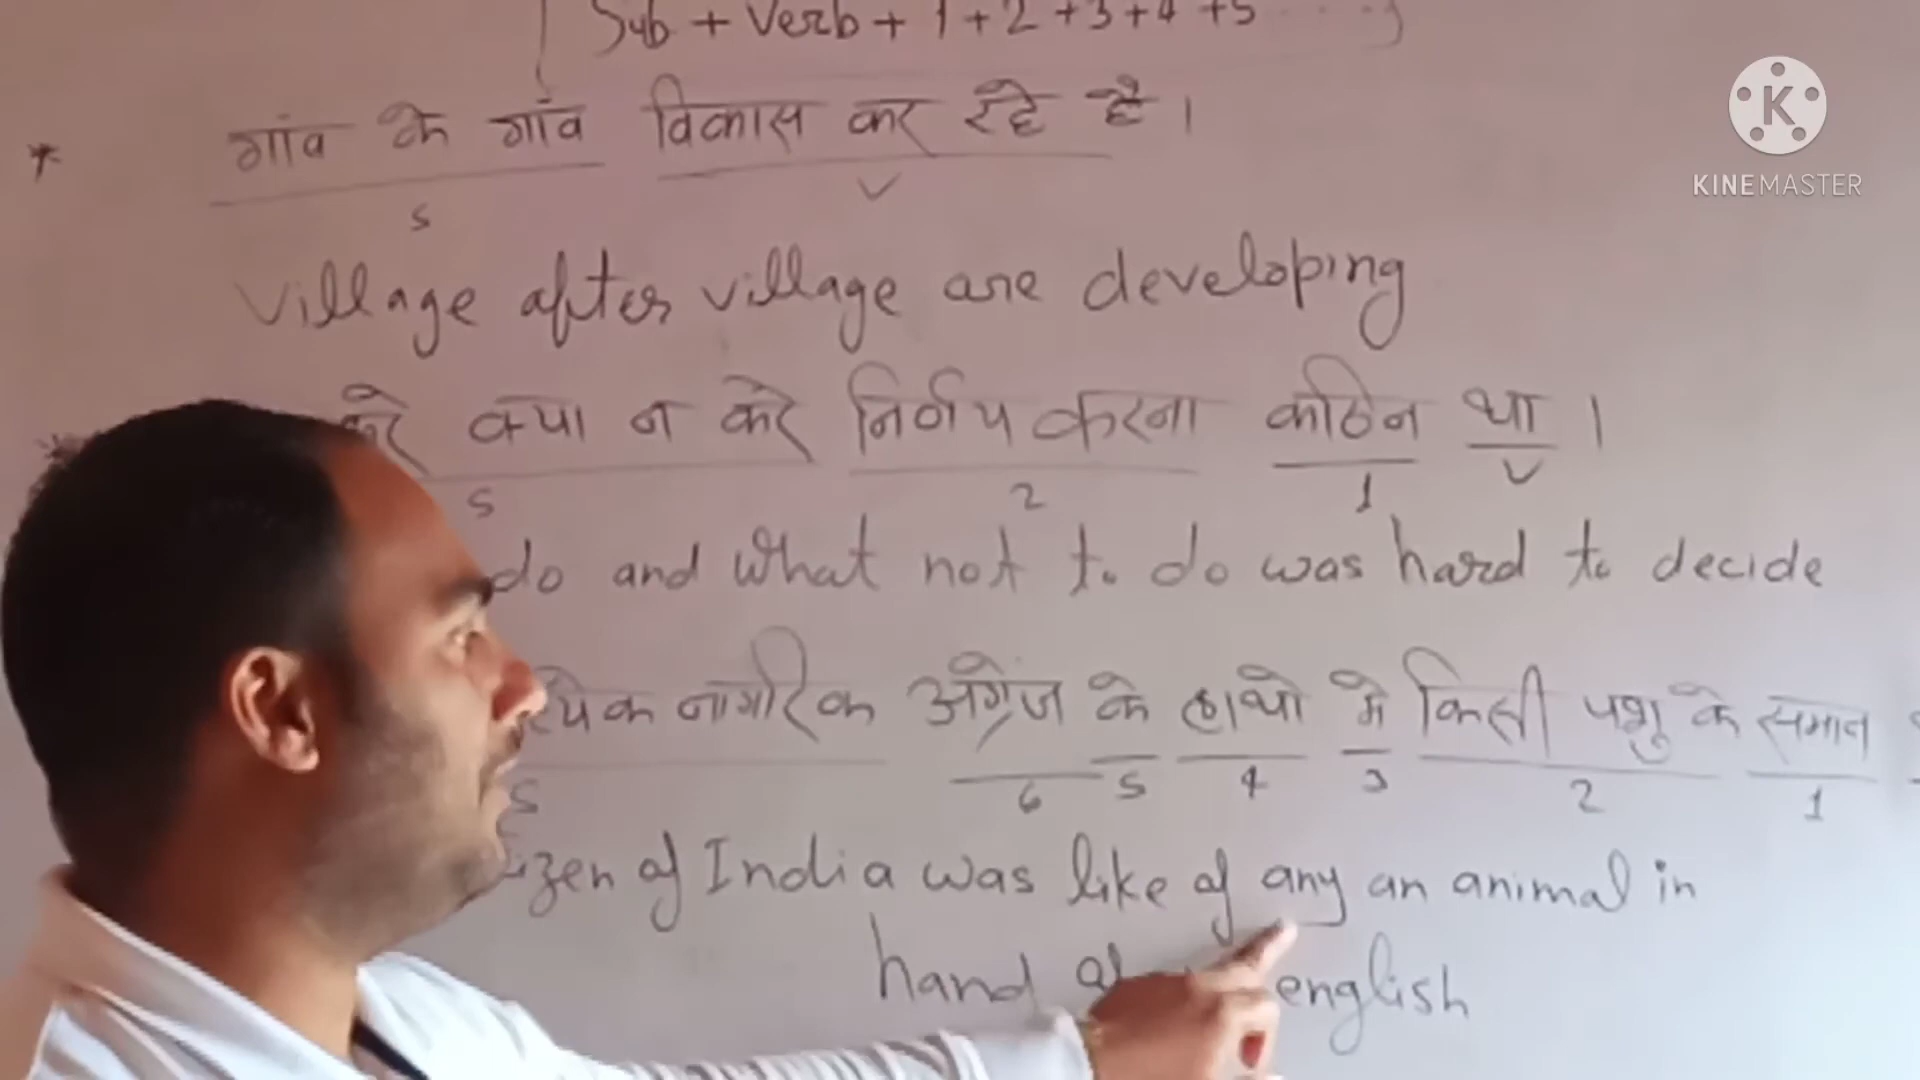 Sub + Verb + 1 + 2 + 3 + 4 + 5 ....
* गांव के गांव विकास कर रहे है ।
S V
Village after village are developing
* करे क्या न करे निर्णय करना कठिन था ।
S 2 1 V
do and what not to do was hard to decide
नागरिक अंग्रेज के हाथो मे किसी पशु के समान
S 6 5 4 3 2 1
of India was like of any an animal in
hand english
K
KINEMASTER